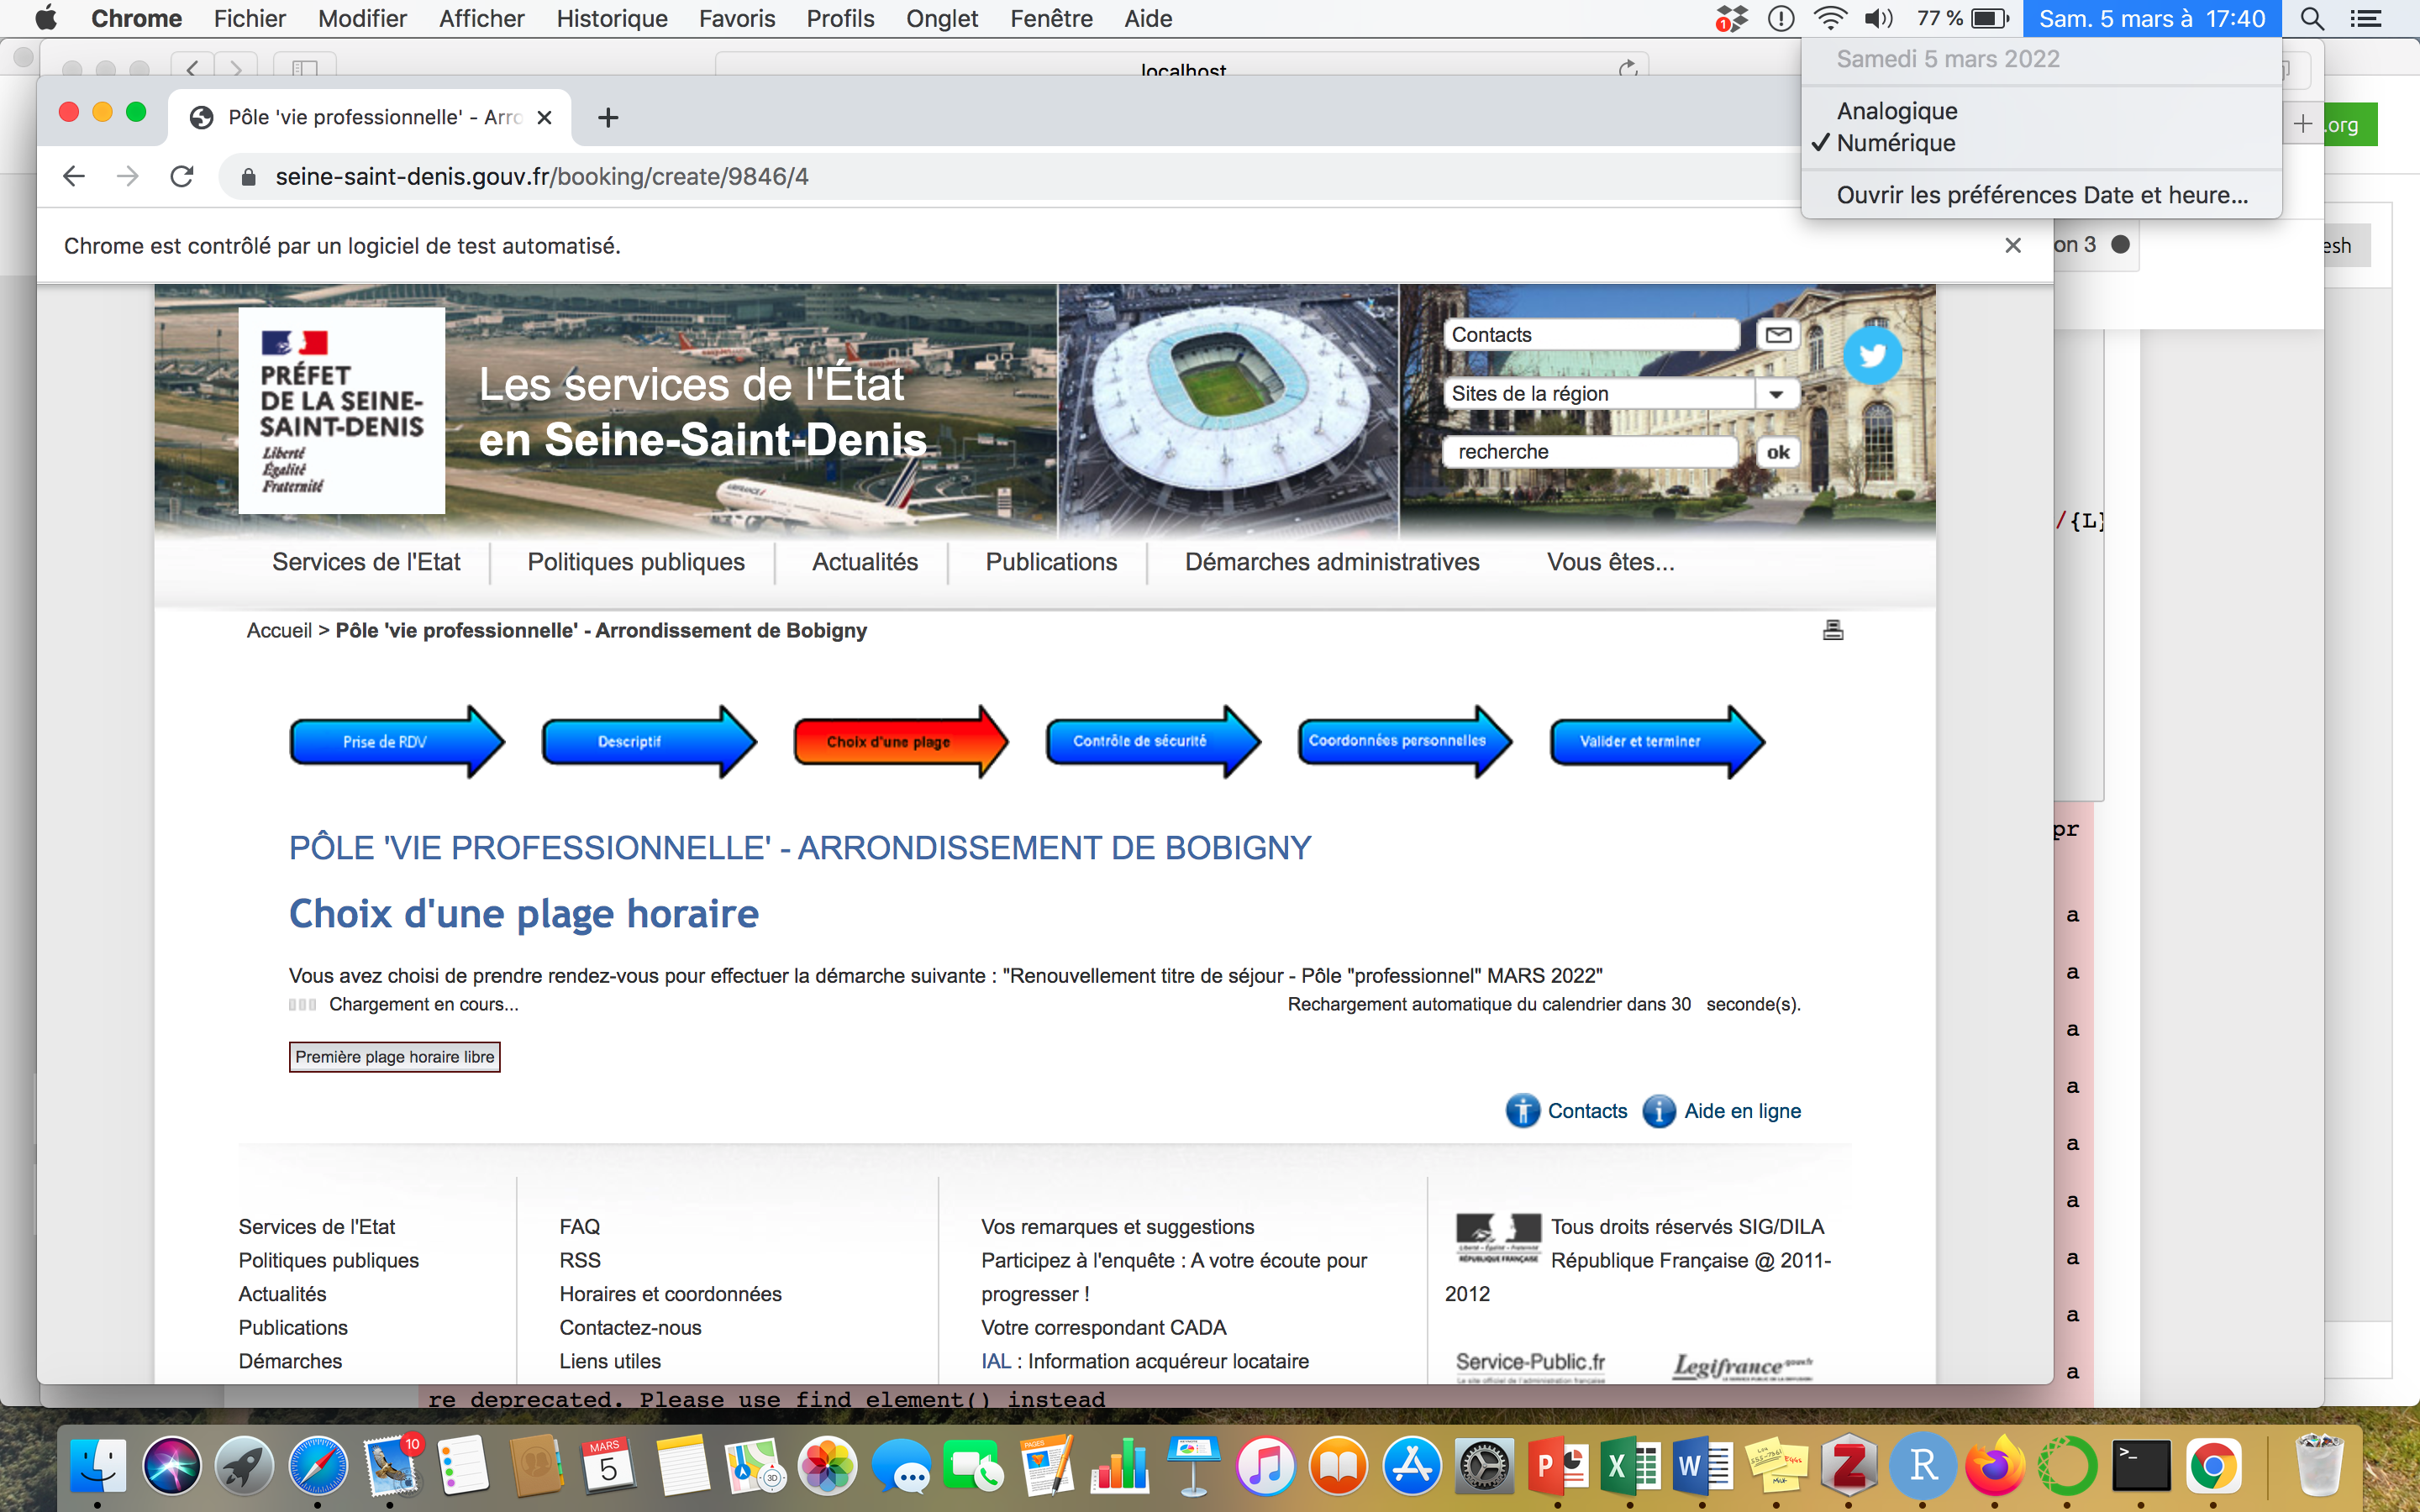 Chrome Fichier Modifier Afficher Historique Favoris Profils Onglet Fenêtre Aide
1 77 % Sam. 5 mars à 17:40
Samedi 5 mars 2022
Analogique
✓ Numérique
Ouvrir les préférences Date et heure...
localhost
Pôle 'vie professionnelle' - Arro
.org
seine-saint-denis.gouv.fr/booking/create/9846/4
Chrome est contrôlé par un logiciel de test automatisé.
on 3
esh
PRÉFET
DE LA SEINE-
SAINT-DENIS
Liberté
Égalité
Fraternité
Les services de l'État
en Seine-Saint-Denis
AIRFRANCE
Contacts
Sites de la région
recherche
ok
/{L}
Services de l'Etat
Politiques publiques
Actualités
Publications
Démarches administratives
Vous êtes...
Accueil > Pôle 'vie professionnelle' - Arrondissement de Bobigny
Prise de RDV
Descriptif
Choix d'une plage
Contrôle de sécurité
Coordonnées personnelles
Valider et terminer
PÔLE 'VIE PROFESSIONNELLE' - ARRONDISSEMENT DE BOBIGNY
Choix d'une plage horaire
Vous avez choisi de prendre rendez-vous pour effectuer la démarche suivante : "Renouvellement titre de séjour - Pôle "professionnel" MARS 2022"
Chargement en cours...
Rechargement automatique du calendrier dans 30 seconde(s).
Première plage horaire libre
Contacts
Aide en ligne
pr
a
a
a
a
a
a
a
a
a
Services de l'Etat
Politiques publiques
Actualités
Publications
Démarches
FAQ
RSS
Horaires et coordonnées
Contactez-nous
Liens utiles
Vos remarques et suggestions
Participez à l'enquête : A votre écoute pour
progresser !
Votre correspondant CADA
IAL : Information acquéreur locataire
Tous droits réservés SIG/DILA
République Française @ 2011-
2012
RÉPUBLIQUE FRANÇAISE
Service-Public.fr
Legifrance.gouv.fr
re deprecated. Please use find element() instead
10
MARS
5
3D
PAGES
P
X
W
Z
R
>_